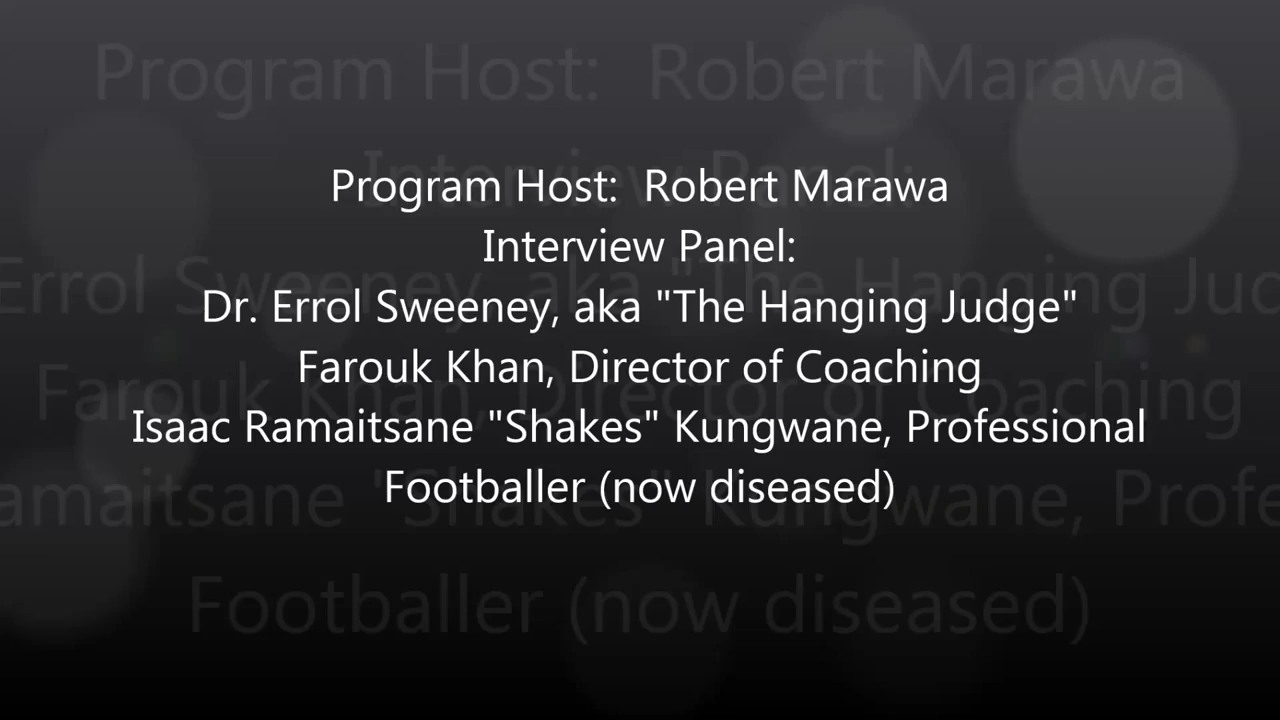 Program Host:  Robert Marawa
Interview Panel:
Dr. Errol Sweeney, aka "The Hanging Judge"
Farouk Khan, Director of Coaching
Isaac Ramaitsane "Shakes" Kungwane, Professional
Footballer (now diseased)